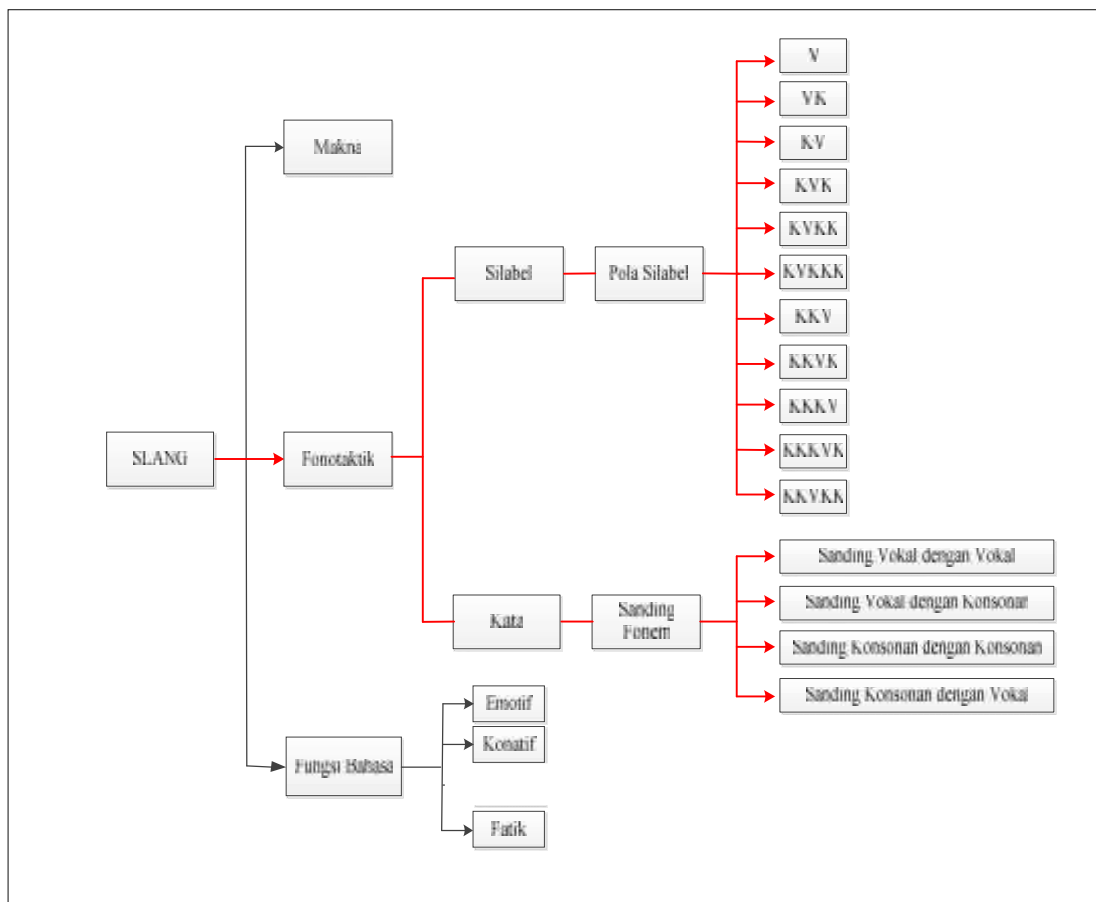 V
VK
Makna
KV
KVK
KVKK
Silabel
Pola Silabel
KVKKK
KKV
KKVK
KKKV
SLANG
Fonotaktik
KKKVK
KKVKK
Sanding Vokal dengan Vokal
Kata
Sanding
Fonem
Sanding Vokal dengan Konsonan
Sanding Konsonan dengan Konsonan
Sanding Konsonan dengan Vokal
Emotif
Konatif
Fungsi Bahasa
Fatik